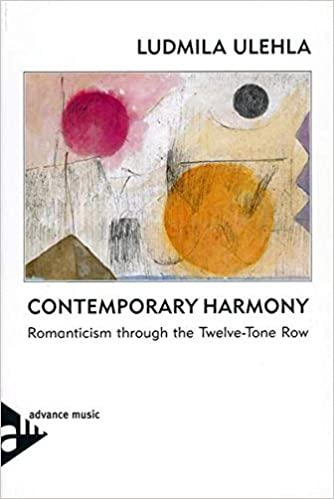 LUDMILA ULEHLA
CONTEMPORARY HARMONY
Romanticism through the Twelve-Tone Row
advance music